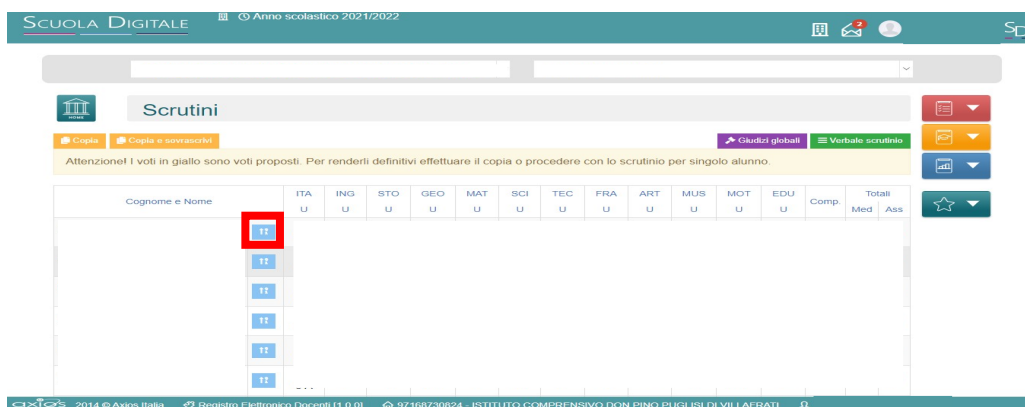 SCUOLA DIGITALE
Anno scolastico 2021/2022
2
SD
HOME
Scrutini
Copia
Copia e sovrascrivi
Giudizi globali
Verbale scrutinio
Attenzione! I voti in giallo sono voti proposti. Per renderli definitivi effettuare il copia o procedere con lo scrutinio per singolo alunno.
Cognome e Nome ITA ING STO GEO MAT SCI TEC FRA ART MUS MOT EDU Comp. Totali
U U U U U U U U U U U U Med Ass
axios 2014 © Axios Italia Registro Elettronico Docenti [1.0.0] 97168730824 - ISTITUTO COMPRENSIVO DON PINO PUGLISI DI VILLAFRATI